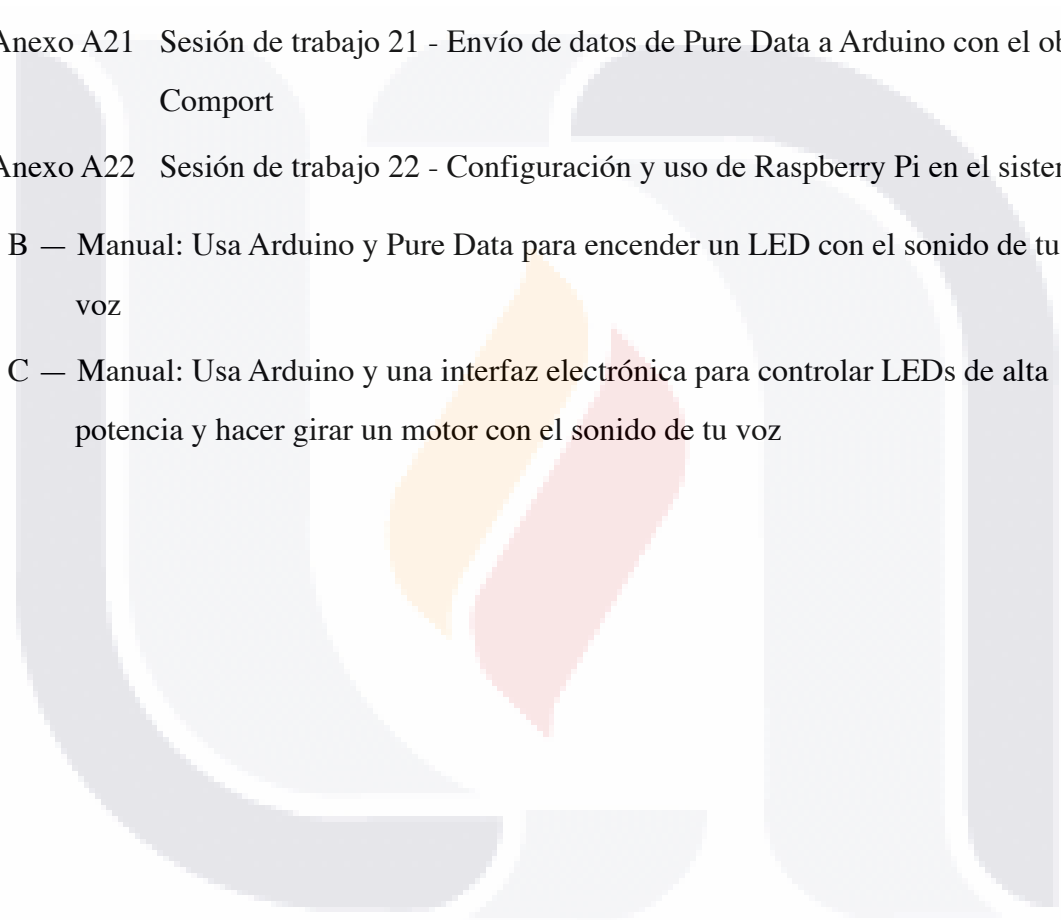 Anexo A21 Sesión de trabajo 21 - Envío de datos de Pure Data a Arduino con el
Comport
Anexo A22 Sesión de trabajo 22 - Configuración y uso de Raspberry Pi en el
B — Manual: Usa Arduino y Pure Data para encender un LED con el sonido de tu
voz
C — Manual: Usa Arduino y una interfaz electrónica para controlar LEDs de alta
potencia y hacer girar un motor con el sonido de tu voz